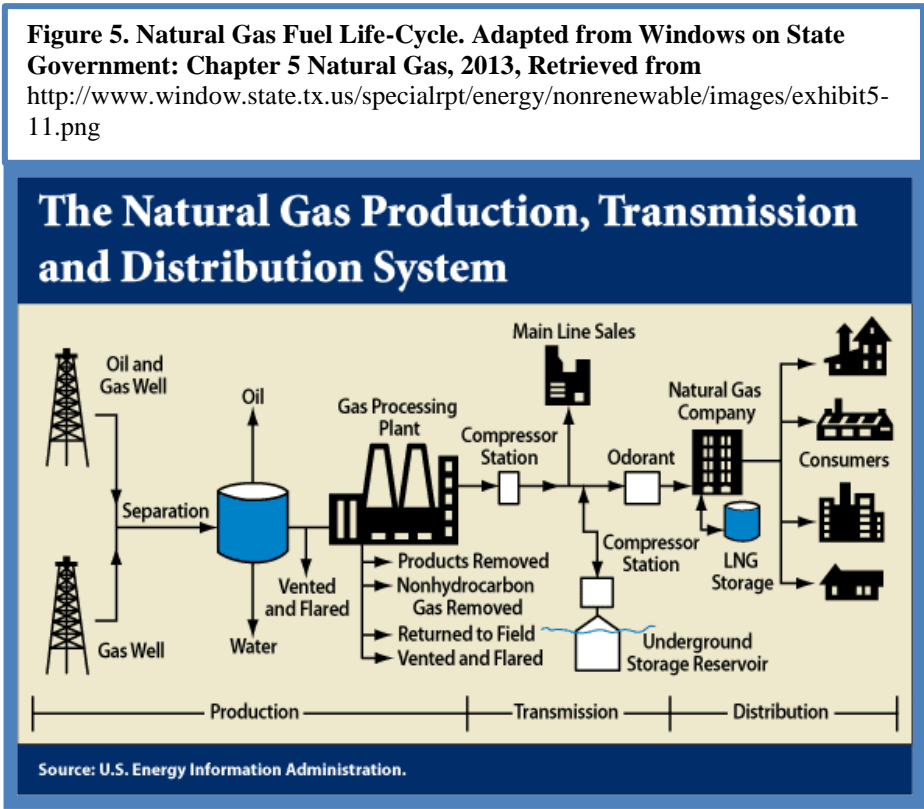 Figure 5. Natural Gas Fuel Life-Cycle. Adapted from Windows on State
Government: Chapter 5 Natural Gas, 2013, Retrieved from
http://www.window.state.tx.us/specialrpt/energy/nonrenewable/images/exhibit5-
11.png
The Natural Gas Production, Transmission
and Distribution System
Oil and
Gas Well
Gas Well
Separation
Oil
Water
Vented
and Flared
Gas Processing
Plant
Products Removed
Nonhydrocarbon
Gas Removed
Returned to Field
Vented and Flared
Compressor
Station
Main Line Sales
Compressor
Station
Underground
Storage Reservoir
Odorant
Natural Gas
Company
LNG
Storage
Consumers
Production
Transmission
Distribution
Source: U.S. Energy Information Administration.